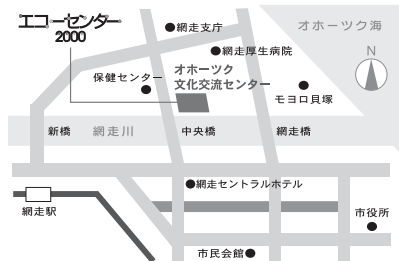 エコーセンター
2000
網走支庁
オホーツク海
網走厚生病院
N
保健センター
オホーツク
文化交流センター
モヨロ貝塚
新橋
網走川
中央橋
網走橋
網走セントラルホテル
網走駅
市役所
市民会館